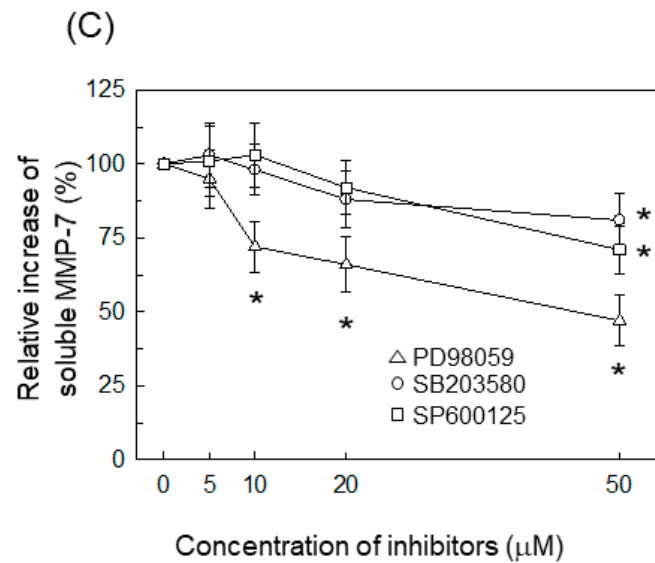 (C)
Relative increase of
soluble MMP-7 (%)
125
100
75
50
25
0
*
*
*
*
*
PD98059
SB203580
SP600125
0 5 10 20 50
Concentration of inhibitors (μM)